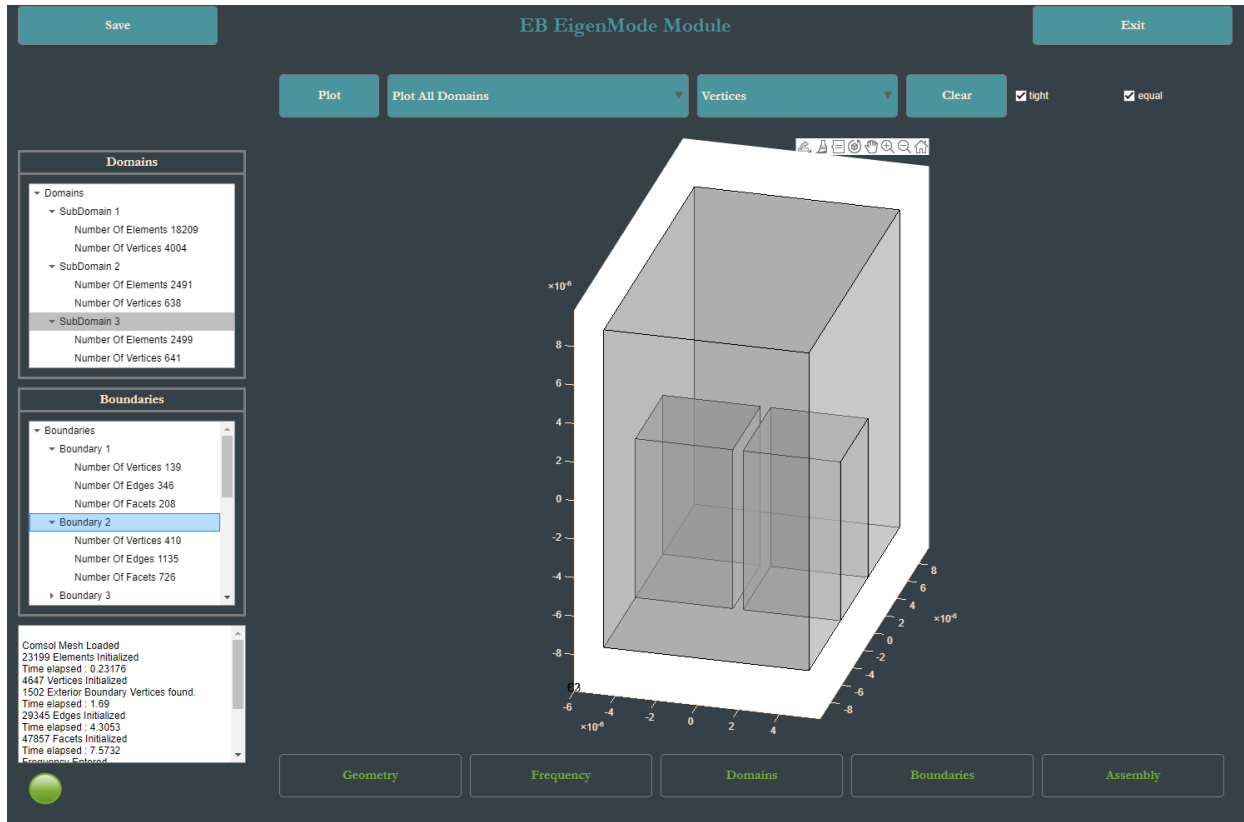 Save
EB EigenMode Module
Exit
Plot
Plot All Domains
Vertices
Clear
tight
equal
Domains
Domains
SubDomain 1
Number Of Elements 18209
Number Of Vertices 4004
SubDomain 2
Number Of Elements 2491
Number Of Vertices 638
SubDomain 3
Number Of Elements 2499
Number Of Vertices 641
Boundaries
Boundaries
Boundary 1
Number Of Vertices 139
Number Of Edges 346
Number Of Facets 208
Boundary 2
Number Of Vertices 410
Number Of Edges 1135
Number Of Facets 726
Boundary 3
Comsol Mesh Loaded
23199 Elements Initialized
Time elapsed : 0.23176
4647 Vertices Initialized
1502 Exterior Boundary Vertices found.
Time elapsed : 1.69
29345 Edges Initialized
Time elapsed : 4.3053
47857 Facets Initialized
Time elapsed : 7.5732
Frequency Entered
×10⁻⁶
8
6
4
2
0
-2
-4
-6
-8
-6
-4
-2
0
2
4
×10⁻⁶
8
6
4
2
0
-2
-4
-6
-8
×10⁻⁶
Geometry
Frequency
Domains
Boundaries
Assembly